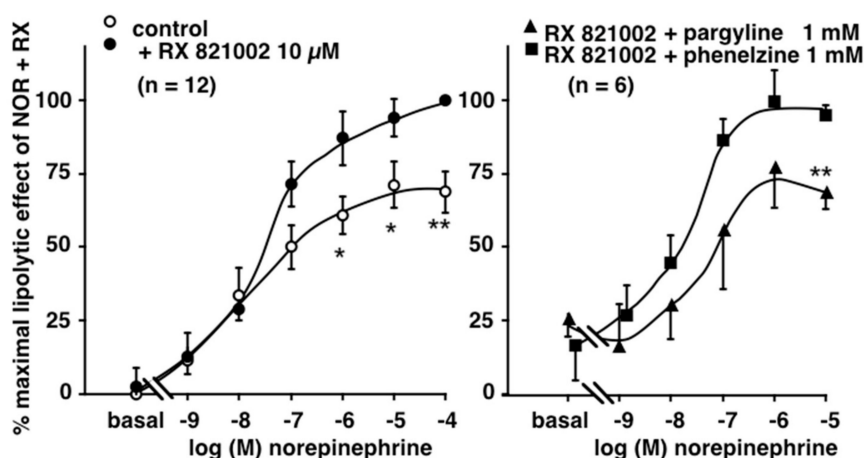 % maximal lipolytic effect of NOR + RX
control
+ RX 821002 10 µM
(n = 12)
100
75
50
25
0
*
*
**
basal -9 -8 -7 -6 -5 -4
log (M) norepinephrine
RX 821002 + pargyline 1 mM
RX 821002 + phenelzine 1 mM
(n = 6)
100
75
50
25
0
**
basal -9 -8 -7 -6 -5
log (M) norepinephrine